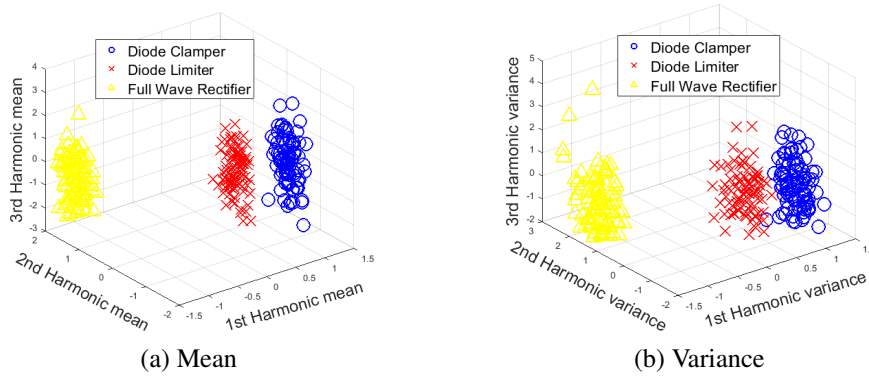 4
3
2
1
0
-1
-2
-3
3rd Harmonic mean
Diode Clamper
Diode Limiter
Full Wave Rectifier
2
1
0
-1
-2
2nd Harmonic mean
-1.5
-1
-0.5
0
0.5
1
1.5
1st Harmonic mean
(a) Mean
5
4
3
2
1
0
-1
-2
3rd Harmonic variance
Diode Clamper
Diode Limiter
Full Wave Rectifier
3
2
1
0
-1
-2
2nd Harmonic variance
-1.5
-1
-0.5
0
0.5
1
1.5
1st Harmonic variance
(b) Variance